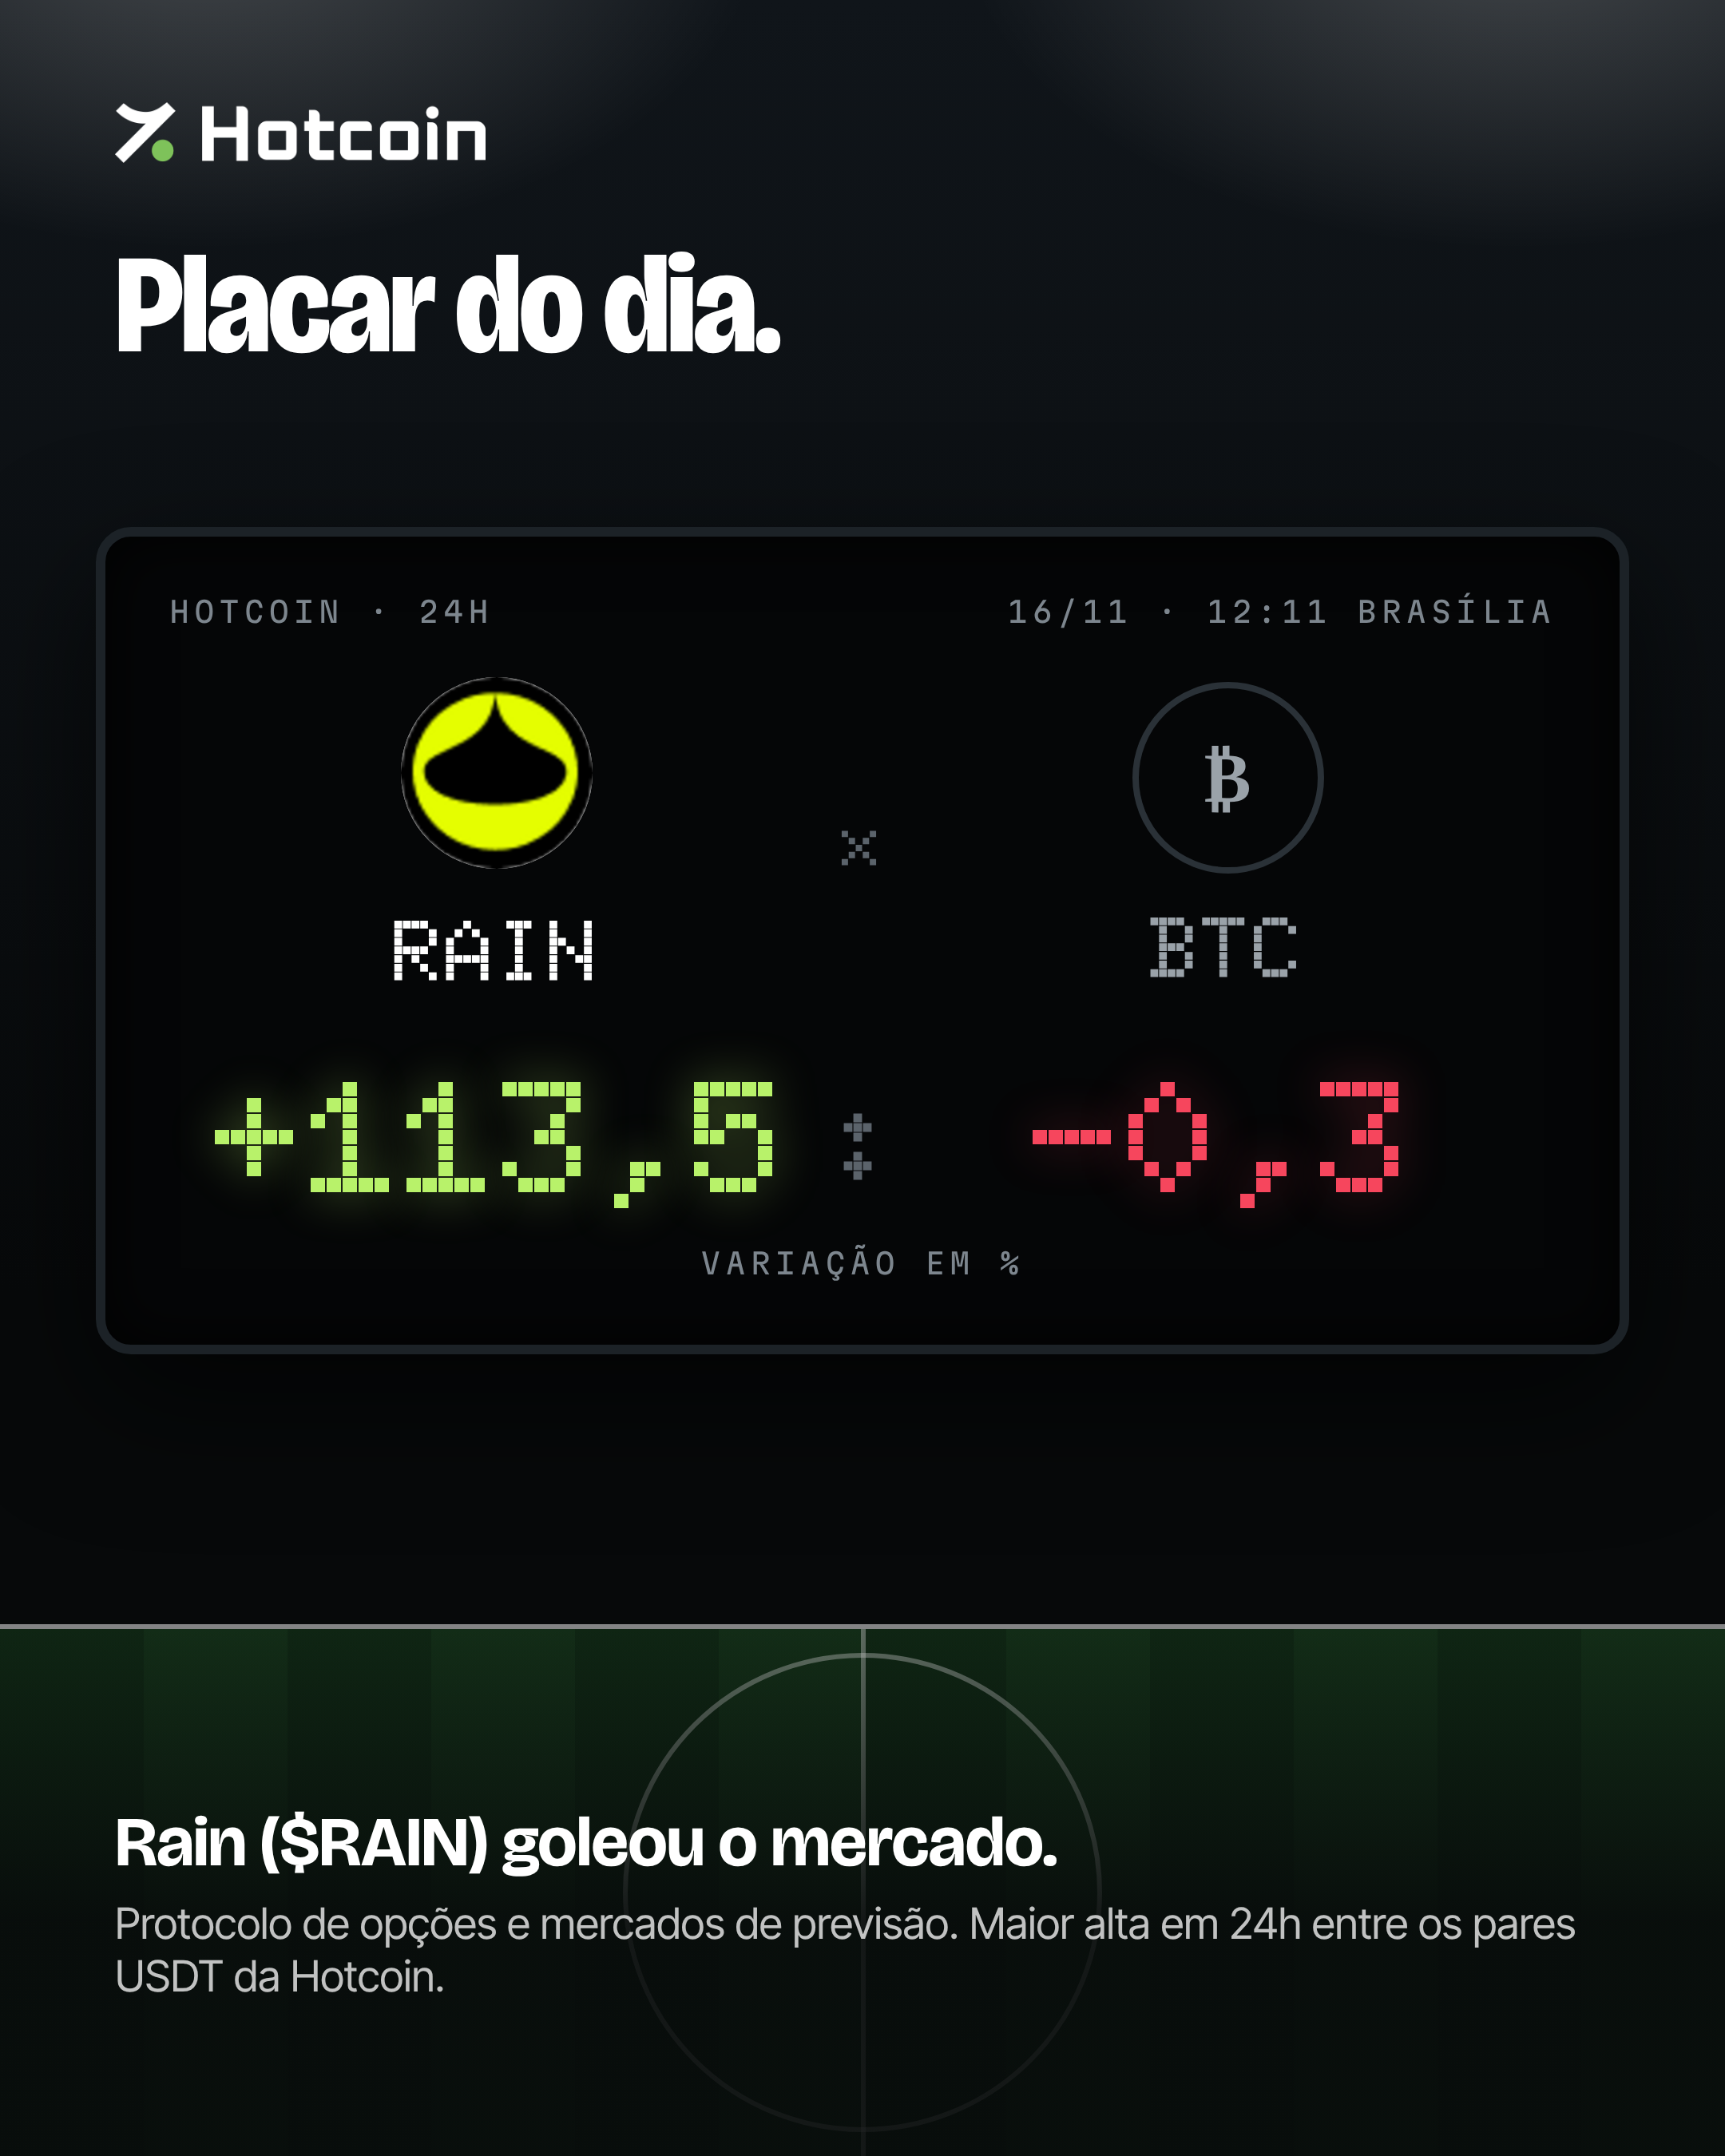 Hotcoin
Placar do dia.
HOTCOIN · 24H
16/11 · 12:11 BRASÍLIA
₿
x
RAIN
BTC
+113,5 : -0,3
VARIAÇÃO EM %
Rain ($RAIN) goleou o mercado.
Protocolo de opções e mercados de previsão. Maior alta em 24h entre os pares
USDT da Hotcoin.